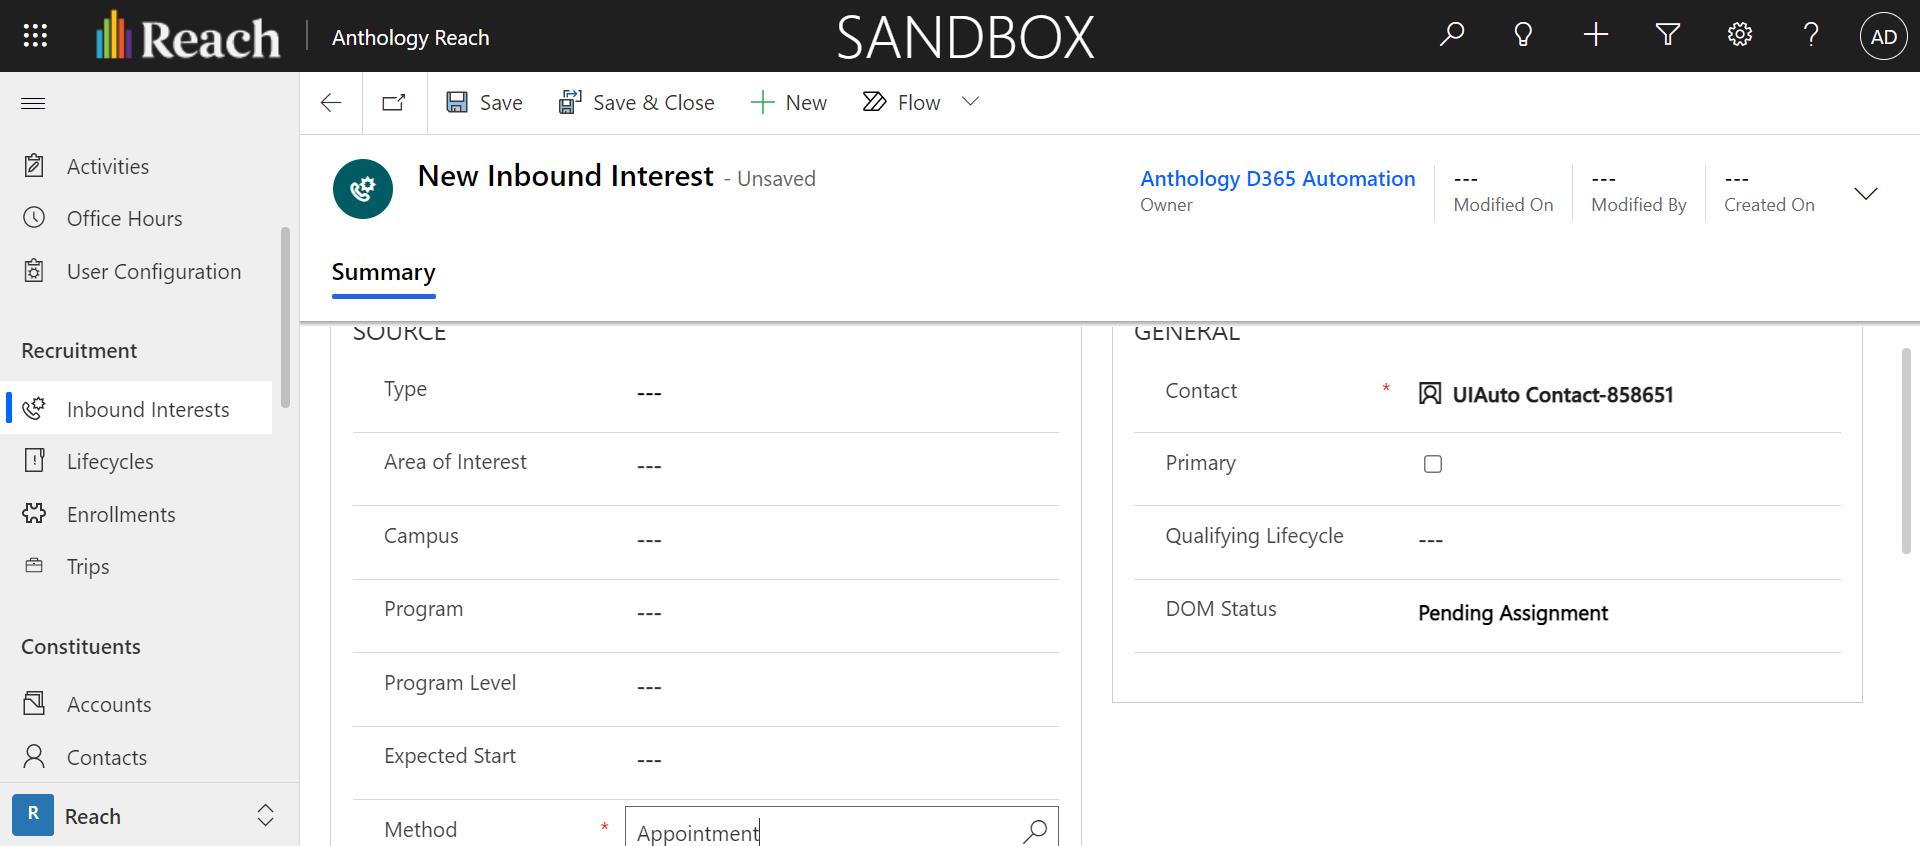 Reach
Anthology Reach
SANDBOX
AD
Save
Save & Close
New
Flow
Activities
Office Hours
User Configuration
Recruitment
Inbound Interests
Lifecycles
Enrollments
Trips
Constituents
Accounts
Contacts
R
Reach
New Inbound Interest - Unsaved
Anthology D365 Automation
Owner
---
Modified On
---
Modified By
---
Created On
Summary
SOURCE
Type ---
Area of Interest ---
Campus ---
Program ---
Program Level ---
Expected Start ---
Method * Appointment
GENERAL
Contact * UIAuto Contact-858651
Primary
Qualifying Lifecycle ---
DOM Status Pending Assignment